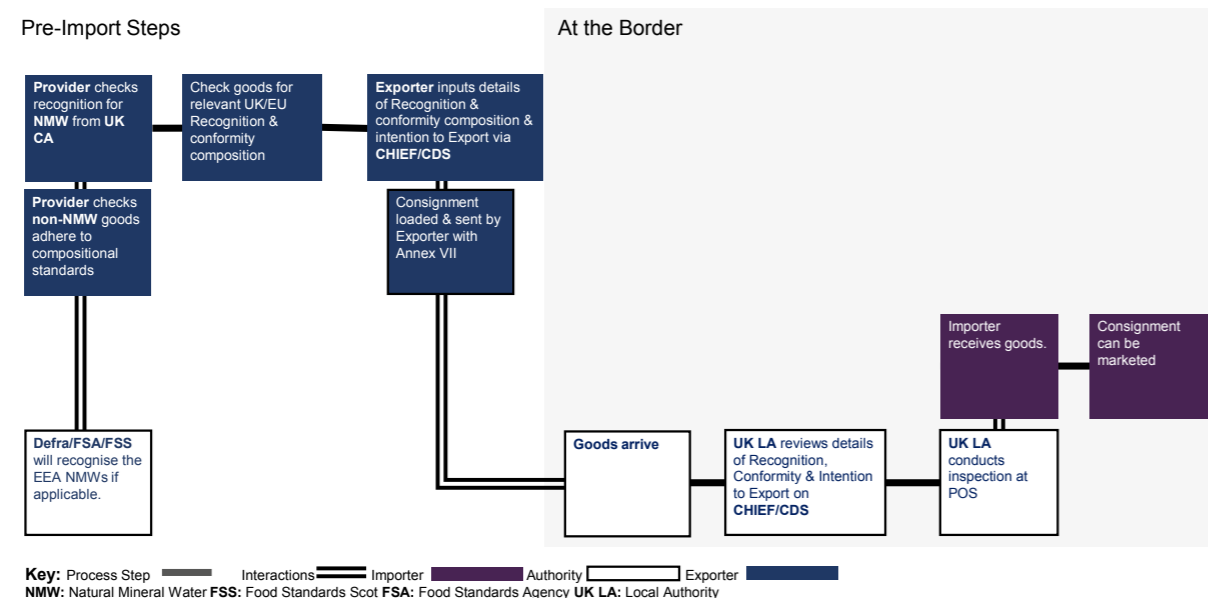 Pre-Import Steps
At the Border
Provider checks
recognition for
NMW from UK
CA
Check goods for
relevant UK/EU
Recognition &
conformity
composition
Exporter inputs details
of Recognition &
conformity composition &
intention to Export via
CHIEF/CDS
Provider checks
non-NMW goods
adhere to
compositional
standards
Consignment
loaded & sent by
Exporter with
Annex VII
Importer
receives goods.
Consignment
can be
marketed
Defra/FSA/FSS
will recognise the
EEA NMWs if
applicable.
Goods arrive
UK LA reviews details
of Recognition,
Conformity & Intention
to Export on
CHIEF/CDS
UK LA
conducts
inspection at
POS
Key: Process Step Interactions Importer Authority Exporter
NMW: Natural Mineral Water FSS: Food Standards Scot FSA: Food Standards Agency UK LA: Local Authority